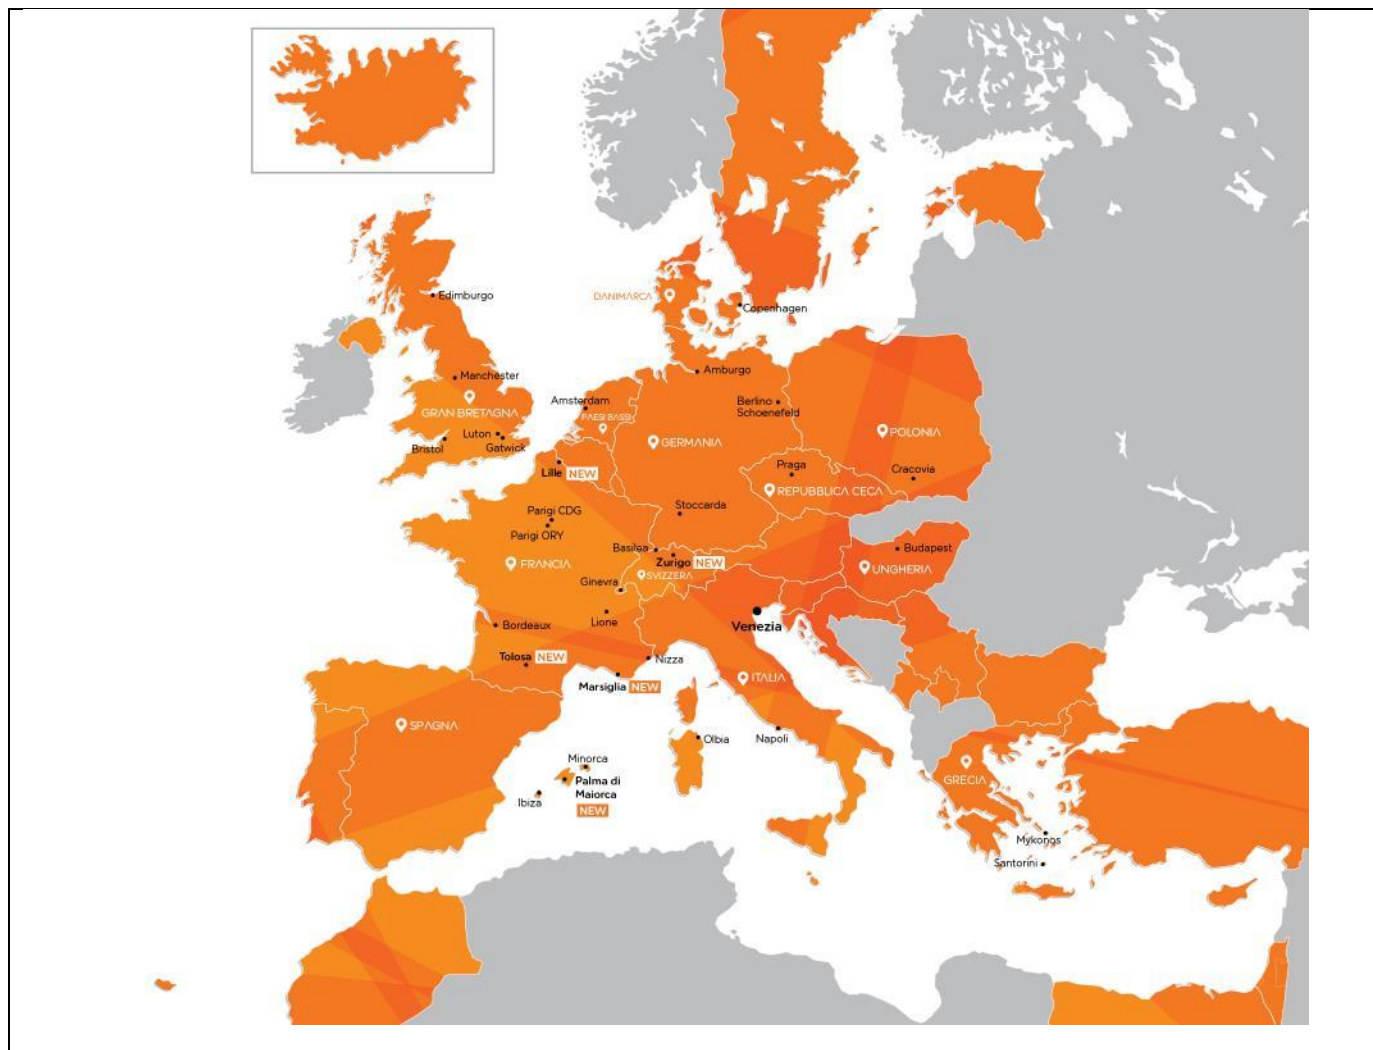 DANIMARCA
Copenhagen
Edimburgo
Manchester
GRAN BRETAGNA
Luton
Gatwick
Bristol
Amsterdam
PAESI BASSI
Amburgo
Berlino
Schoenefeld
GERMANIA
POLONIA
Cracovia
Praga
REPUBBLICA CECA
Lille NEW
Stoccarda
Parigi CDG
Parigi ORY
FRANCIA
Basilea
Zurigo NEW
SVIZZERA
Ginevra
Lione
Budapest
UNGHERIA
Venezia
Bordeaux
Tolosa NEW
Nizza
Marsiglia NEW
ITALIA
SPAGNA
Olbia
Napoli
Minorca
Palma di
Maiorca
NEW
Ibiza
GRECIA
Mykonos
Santorini